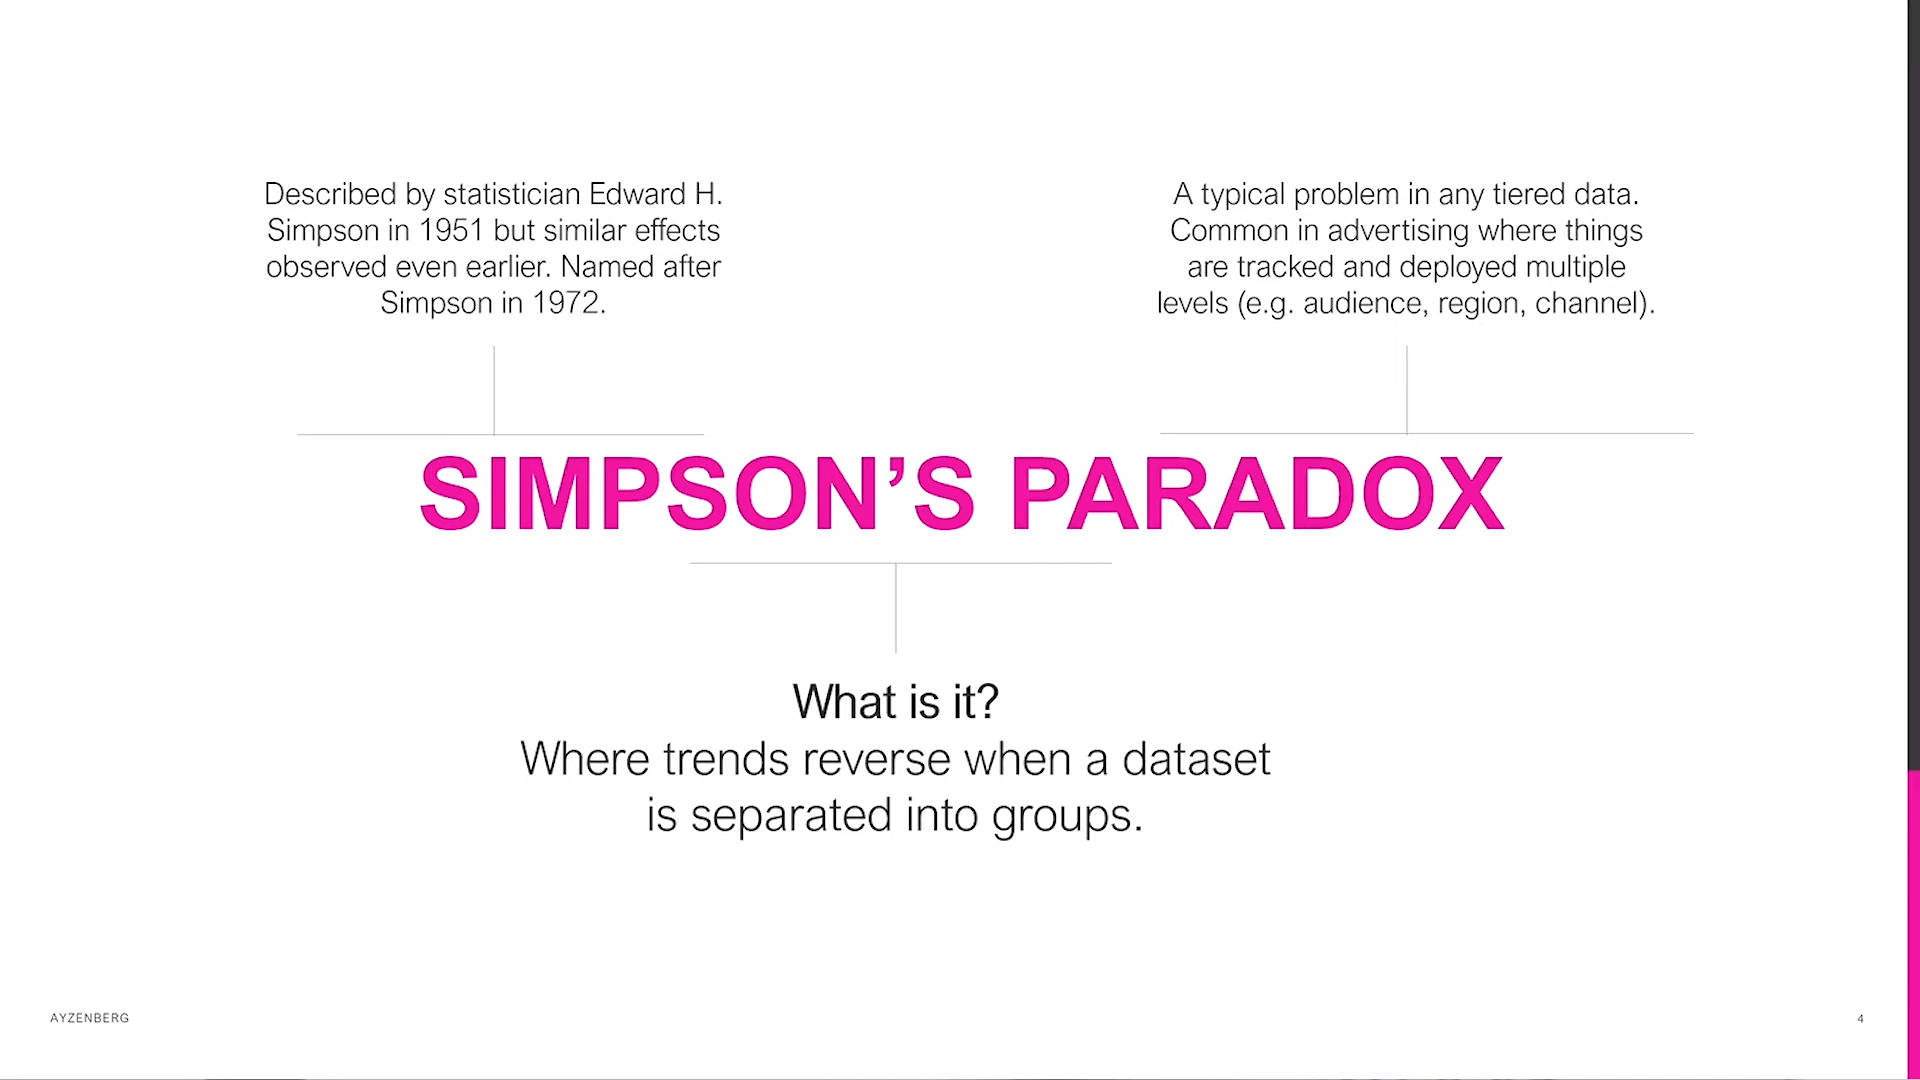 Described by statistician Edward H.
Simpson in 1951 but similar effects
observed even earlier. Named after
Simpson in 1972.
A typical problem in any tiered data.
Common in advertising where things
are tracked and deployed multiple
levels (e.g. audience, region, channel).
SIMPSON’S PARADOX
What is it?
Where trends reverse when a dataset
is separated into groups.
AYZENBERG
4